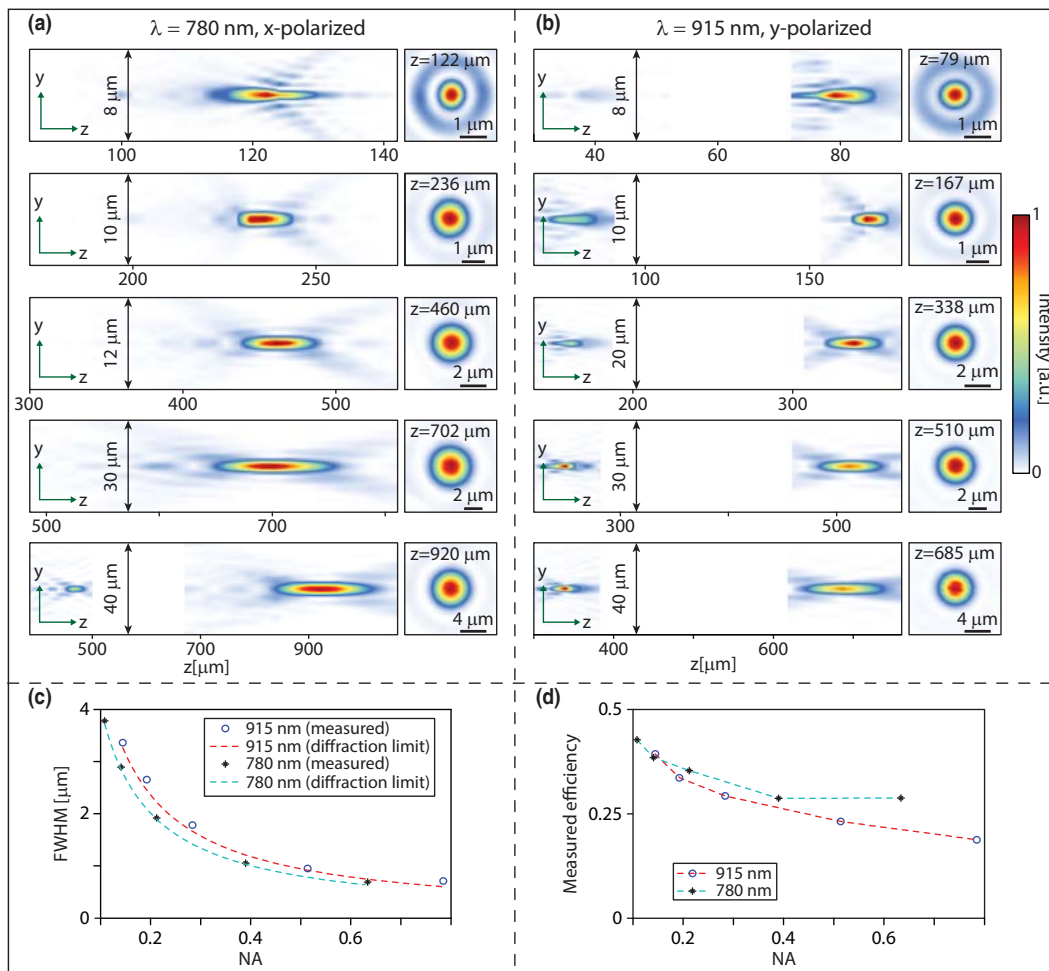 (a)
λ = 780 nm, x-polarized
y
z
8 μm
z=122 μm
1 μm
100
120
140
y
z
10 μm
z=236 μm
1 μm
200
250
y
z
12 μm
z=460 μm
2 μm
300
400
500
y
z
30 μm
z=702 μm
2 μm
500
700
y
z
40 μm
z=920 μm
4 μm
500
700
900
z[μm]
(b)
λ = 915 nm, y-polarized
y
z
8 μm
z=79 μm
1 μm
40
60
80
y
z
10 μm
z=167 μm
1 μm
100
150
y
z
20 μm
z=338 μm
2 μm
200
300
y
z
30 μm
z=510 μm
2 μm
300
500
y
z
40 μm
z=685 μm
4 μm
400
600
z[μm]
1
Intensity [a.u.]
0
(c)
4
2
0
FWHM [μm]
915 nm (measured)
915 nm (diffraction limit)
780 nm (measured)
780 nm (diffraction limit)
0.2
0.4
0.6
NA
(d)
0.5
0.25
0
Measured efficiency
915 nm
780 nm
0.2
0.4
0.6
NA